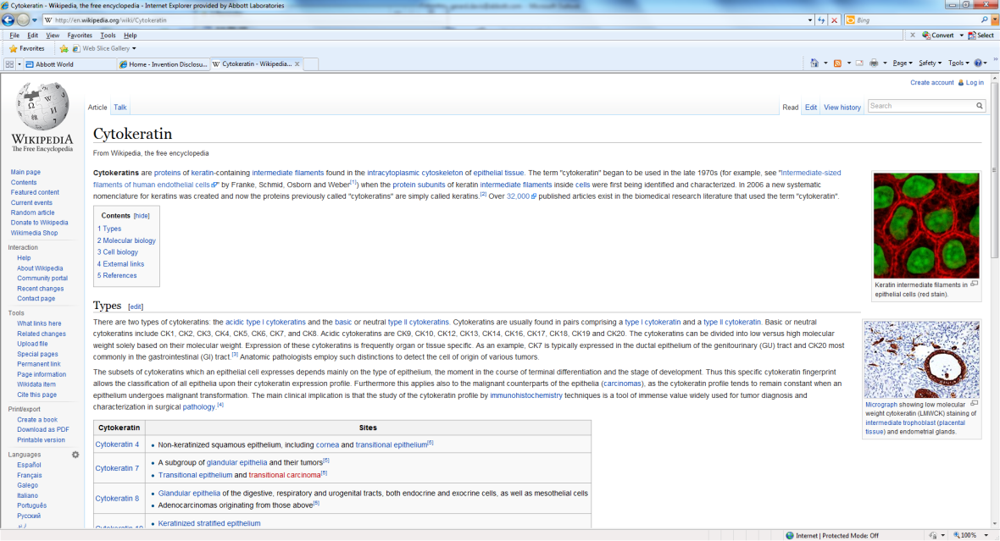 Cytokeratin - Wikipedia, the free encyclopedia - Internet Explorer provided by Abbott Laboratories
http://en.wikipedia.org/wiki/Cytokeratin
Bing
File Edit View Favorites Tools Help
Convert Select
Favorites Web Slice Gallery
Abbott World Home - Invention Disclosu... Cytokeratin - Wikipedia... X
Page Safety Tools
Create account Log in
WIKIPEDIA
The Free Encyclopedia
Article Talk
Read Edit View history Search
Cytokeratin
From Wikipedia, the free encyclopedia
Main page
Contents
Featured content
Current events
Random article
Donate to Wikipedia
Wikimedia Shop
Interaction
Help
About Wikipedia
Community portal
Recent changes
Contact page
Tools
What links here
Related changes
Upload file
Special pages
Permanent link
Page information
Wikidata item
Cite this page
Print/export
Create a book
Download as PDF
Printable version
Languages
Español
Français
Galego
Italiano
Português
Русский
Cytokeratins are proteins of keratin-containing intermediate filaments found in the intracytoplasmic cytoskeleton of epithelial tissue. The term "cytokeratin" began to be used in the late 1970s (for example, see "Intermediate-sized
filaments of human endothelial cells" by Franke, Schmid, Osborn and Weber[1]) when the protein subunits of keratin intermediate filaments inside cells were first being identified and characterized. In 2006 a new systematic
nomenclature for keratins was created and now the proteins previously called "cytokeratins" are simply called keratins.[2] Over 32,000 published articles exist in the biomedical research literature that used the term "cytokeratin".
Contents [hide]
1 Types
2 Molecular biology
3 Cell biology
4 External links
5 References
Keratin intermediate filaments in
epithelial cells (red stain).
Types [edit]
There are two types of cytokeratins: the acidic type I cytokeratins and the basic or neutral type II cytokeratins. Cytokeratins are usually found in pairs comprising a type I cytokeratin and a type II cytokeratin. Basic or neutral
cytokeratins include CK1, CK2, CK3, CK4, CK5, CK6, CK7, and CK8. Acidic cytokeratins are CK9, CK10, CK12, CK13, CK14, CK16, CK17, CK18, CK19 and CK20. The cytokeratins can be divided into low versus high molecular
weight solely based on their molecular weight. Expression of these cytokeratins is frequently organ or tissue specific. As an example, CK7 is typically expressed in the ductal epithelium of the genitourinary (GU) tract and CK20 most
commonly in the gastrointestinal (GI) tract.[3] Anatomic pathologists employ such distinctions to detect the cell of origin of various tumors.
The subsets of cytokeratins which an epithelial cell expresses depends mainly on the type of epithelium, the moment in the course of terminal differentiation and the stage of development. Thus this specific cytokeratin fingerprint
allows the classification of all epithelia upon their cytokeratin expression profile. Furthermore this applies also to the malignant counterparts of the epithelia (carcinomas), as the cytokeratin profile tends to remain constant when an
epithelium undergoes malignant transformation. The main clinical implication is that the study of the cytokeratin profile by immunohistochemistry techniques is a tool of immense value widely used for tumor diagnosis and
characterization in surgical pathology.[4]
Micrograph showing low molecular
weight cytokeratin (LMWCK) staining of
intermediate trophoblast (placental
tissue) and endometrial glands.
Cytokeratin Sites
Cytokeratin 4 • Non-keratinized squamous epithelium, including cornea and transitional epithelium[5]
Cytokeratin 7 • A subgroup of glandular epithelia and their tumors[5]
• Transitional epithelium and transitional carcinoma[5]
Cytokeratin 8 • Glandular epithelia of the digestive, respiratory and urogenital tracts, both endocrine and exocrine cells, as well as mesothelial cells
• Adenocarcinomas originating from those above[5]
• Keratinized stratified epithelium
Internet | Protected Mode: Off 100%